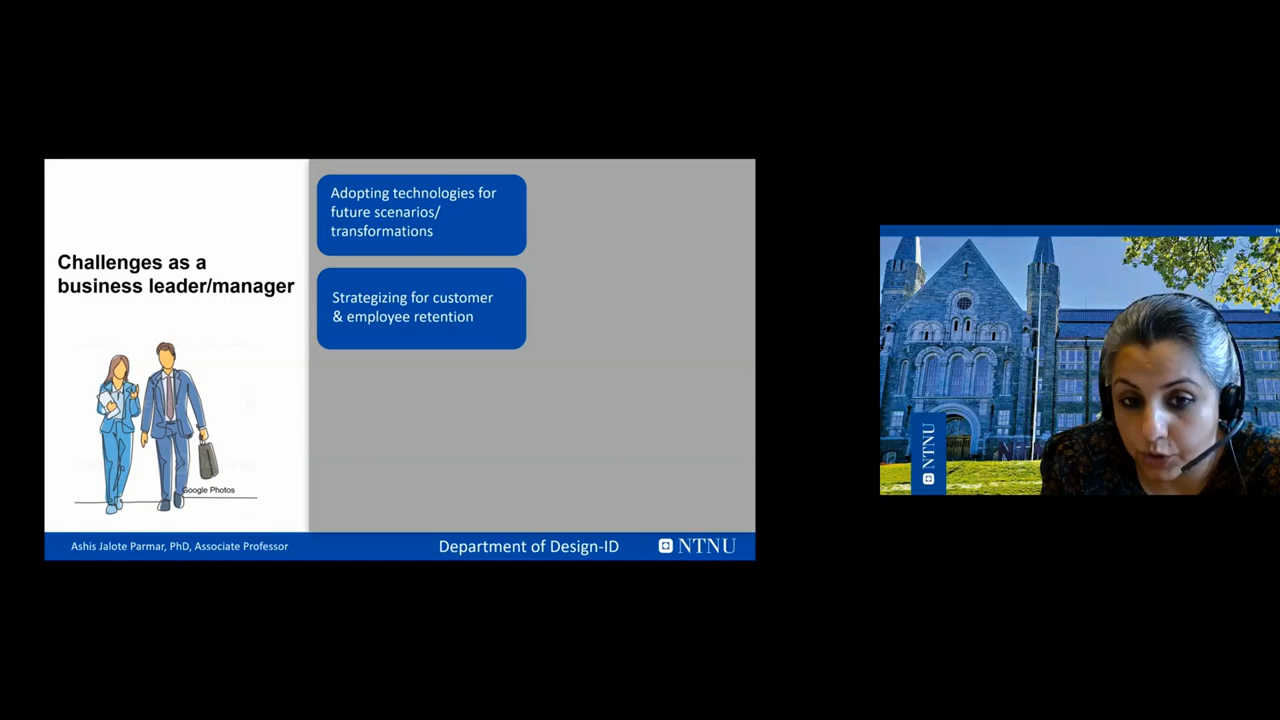 Adopting technologies for
future scenarios/
transformations
Challenges as a
business leader/manager
Strategizing for customer
& employee retention
Google Photos
Ashis Jalote Parmar, PhD, Associate Professor
Department of Design-ID
NTNU
NTNU